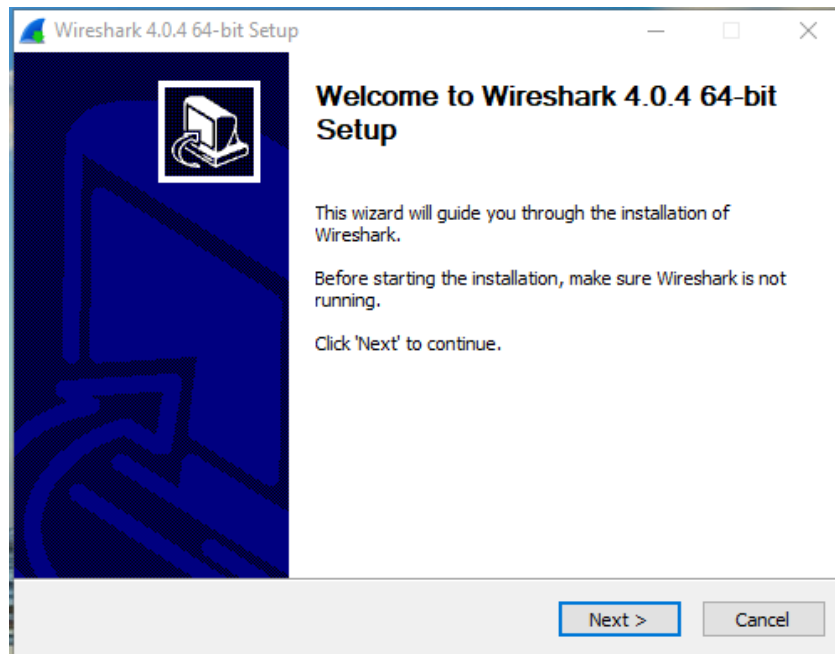 Wireshark 4.0.4 64-bit Setup
Welcome to Wireshark 4.0.4 64-bit
Setup
This wizard will guide you through the installation of
Wireshark.
Before starting the installation, make sure Wireshark is not
running.
Click 'Next' to continue.
Next >
Cancel